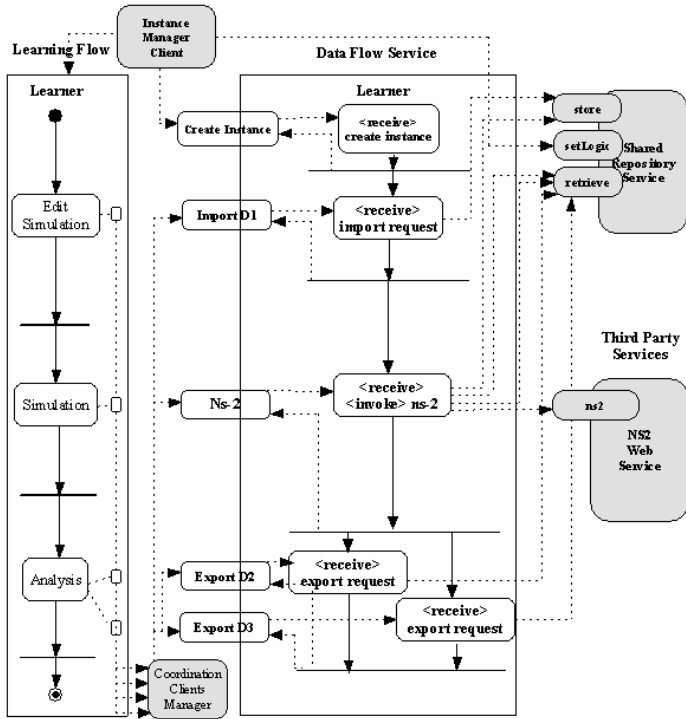 Instance
Manager
Client
Learning Flow
Data Flow Service
Learner
Learner
Create Instance
<receive>
create instance
store
setLogic
Shared
Repository
Service
retrieve
Edit
Simulation
Import D1
<receive>
import request
Third Party
Services
Simulation
Ns-2
<receive>
<invoke> ns-2
ns2
NS2
Web
Service
Analysis
Export D2
<receive>
export request
Export D3
<receive>
export request
Coordination
Clients
Manager